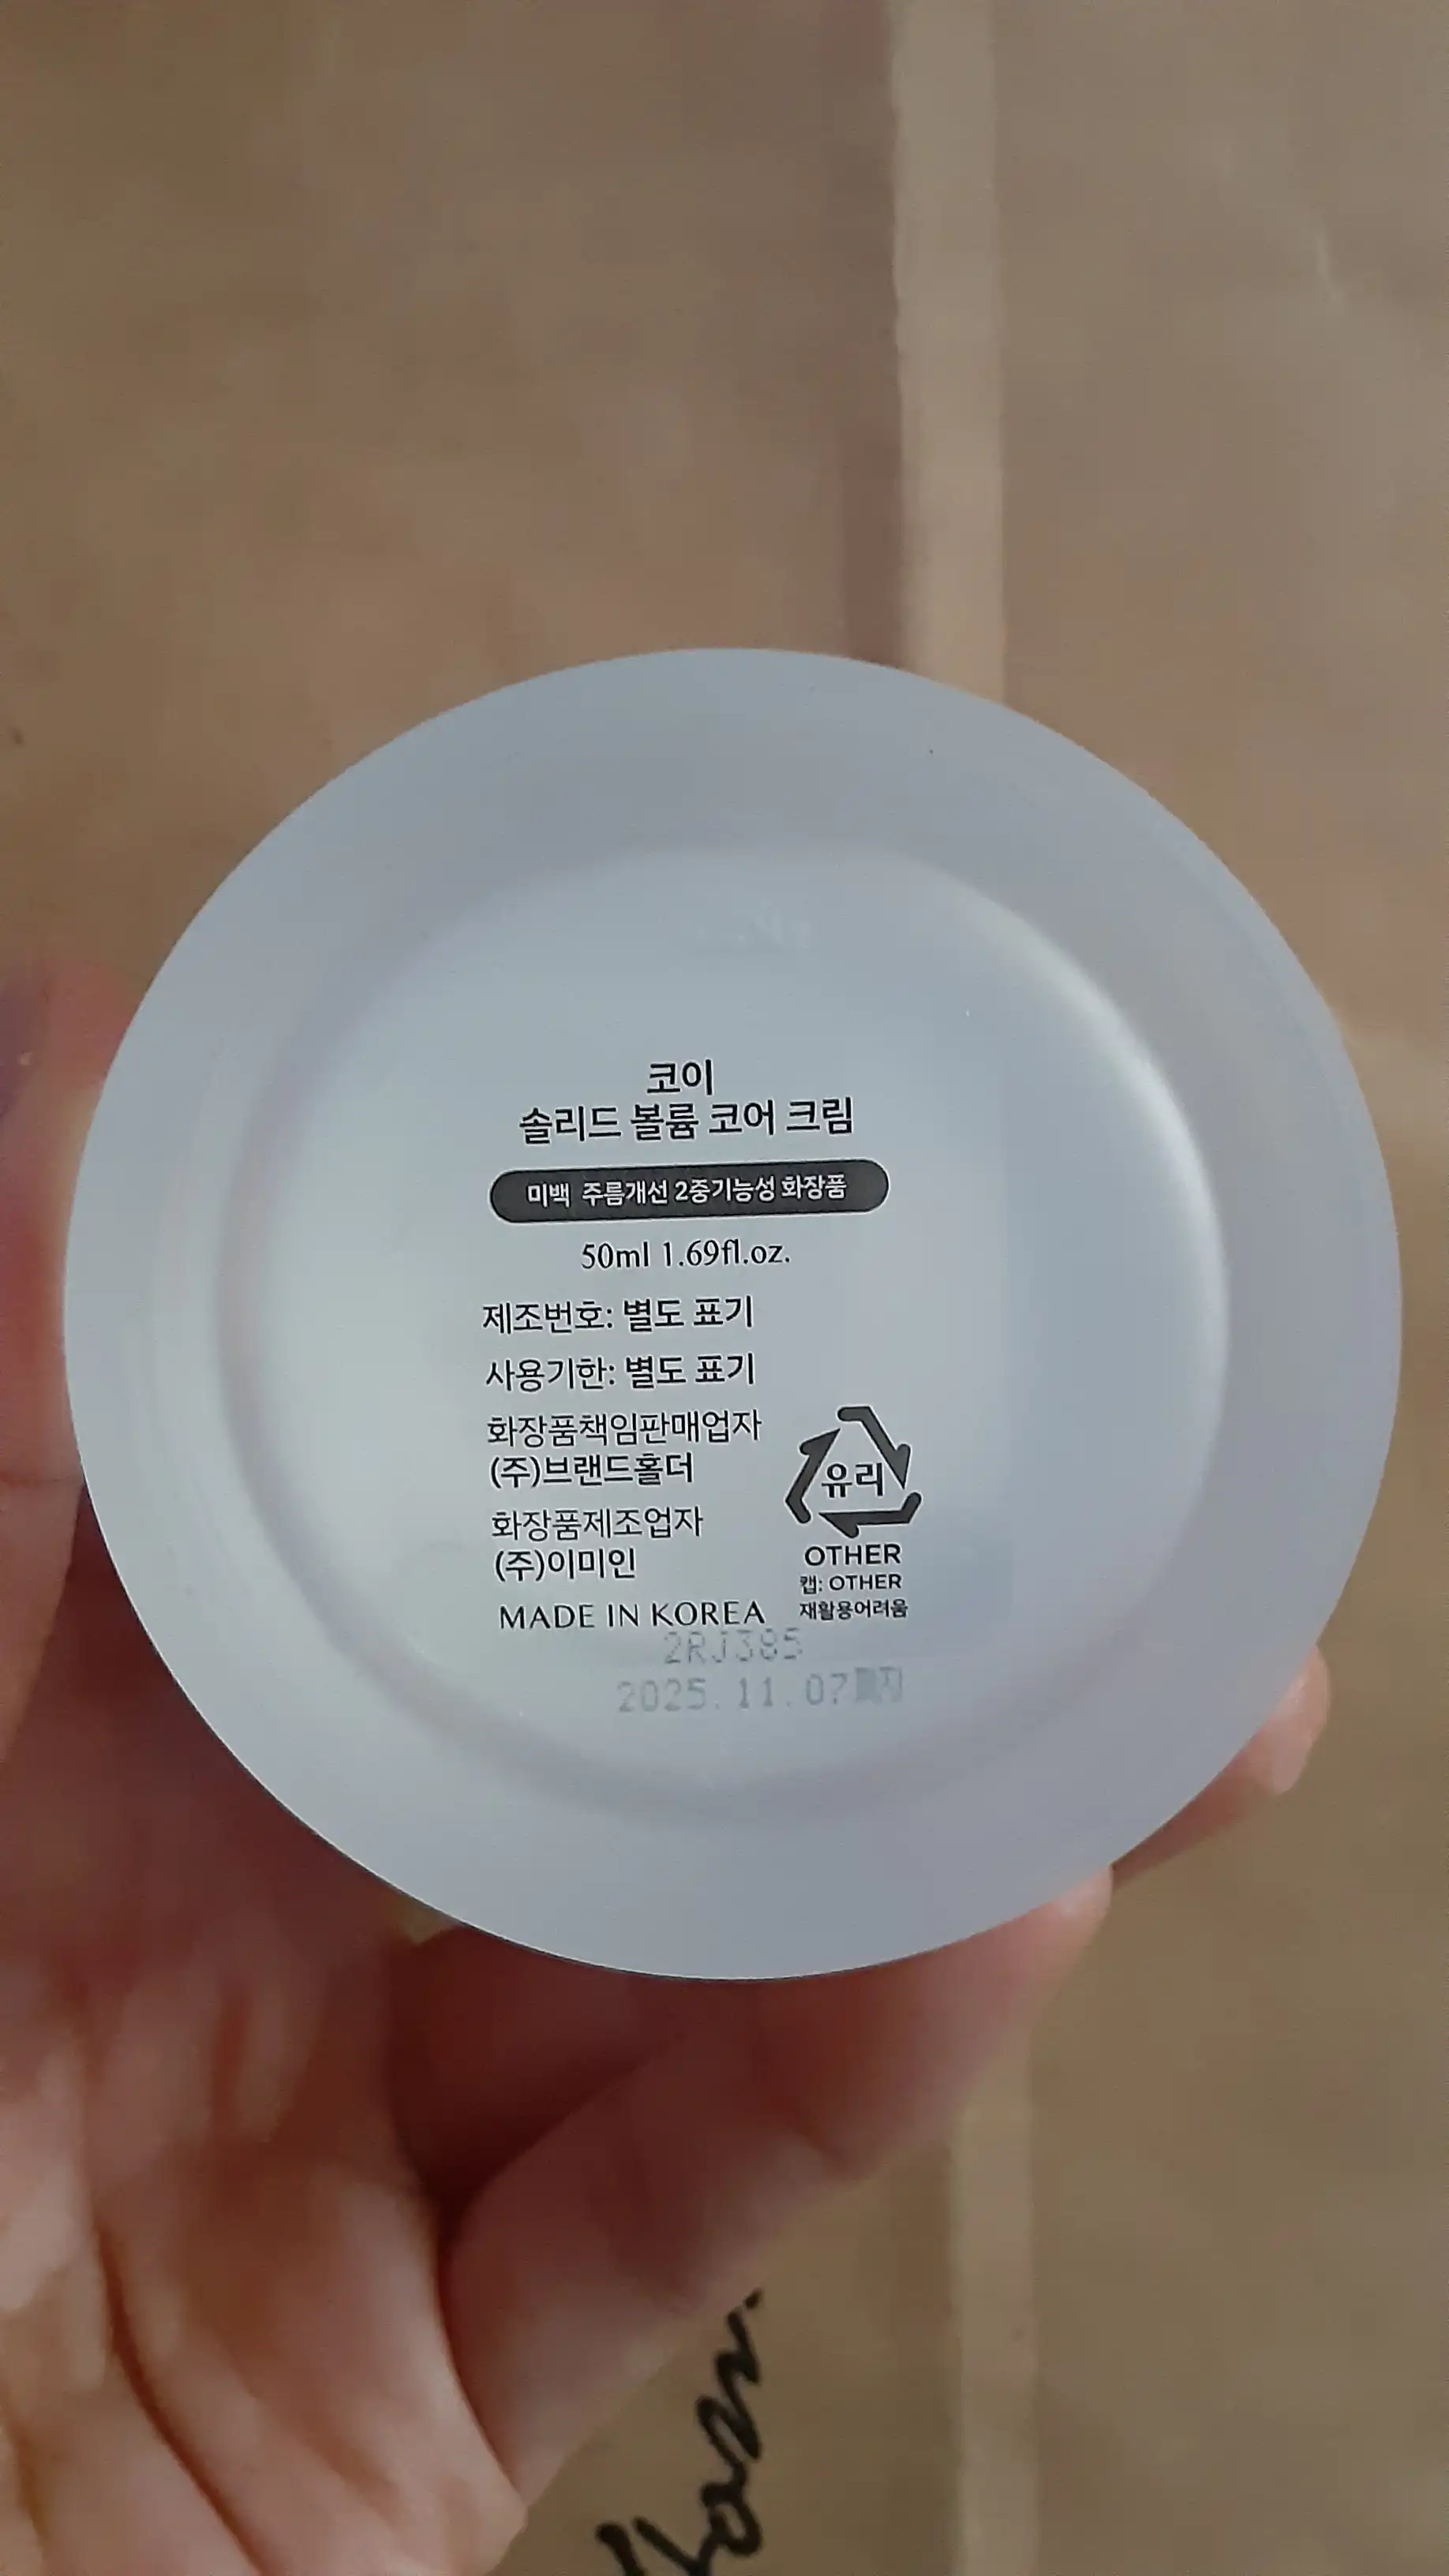 코이
솔리드 볼륨 코어 크림
미백 주름개선 2중기능성 화장품
50ml 1.69fl.oz.
제조번호: 별도 표기
사용기한: 별도 표기
화장품책임판매업자
(주)브랜드홀더
화장품제조업자
(주)이미인
MADE IN KOREA
유리
OTHER
캡: OTHER
재활용어려움
2RJ385
2025.11.07까지